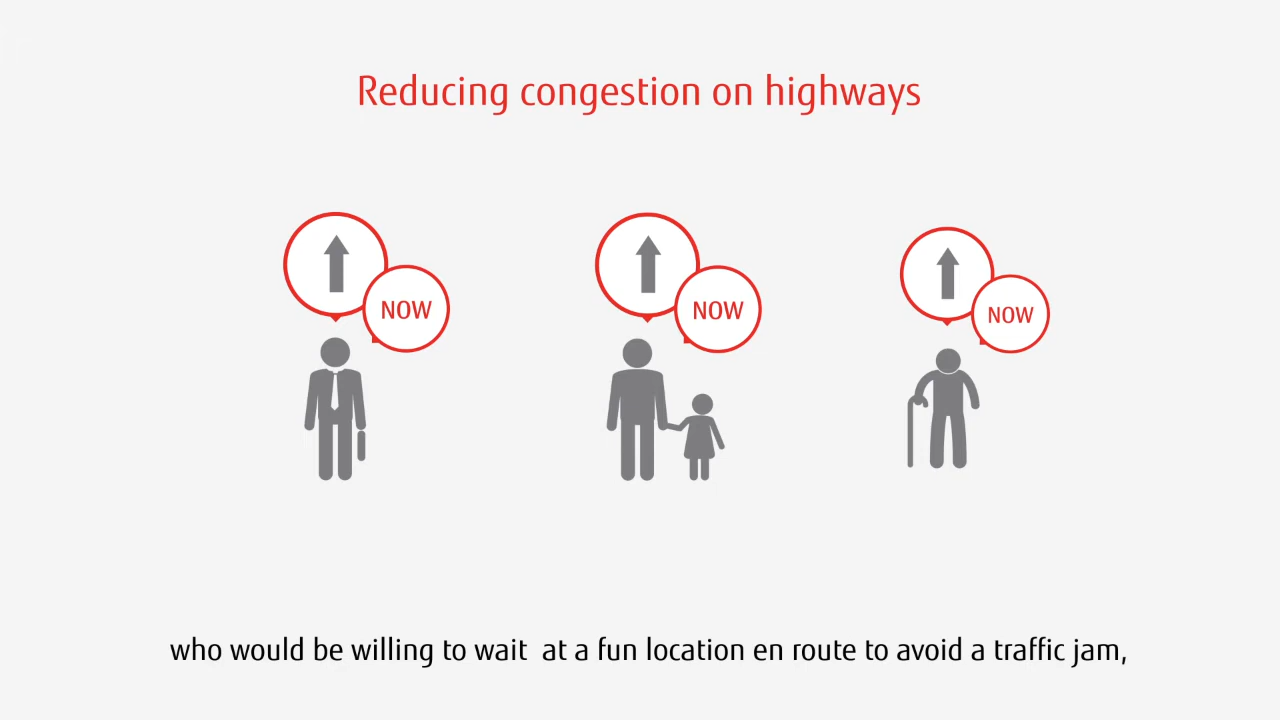 Reducing congestion on highways
NOW
NOW
NOW
who would be willing to wait  at a fun location en route to avoid a traffic jam,